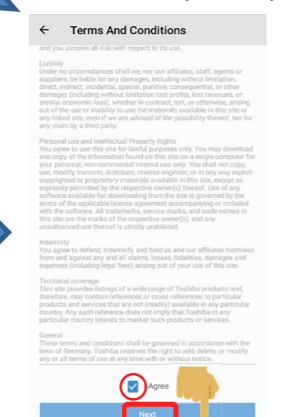 Terms And Conditions
and you assume all risk with respect to its use.
Liability
Under no circumstances shall we, nor our affiliates, staff, agents or
suppliers, be liable for any damages, including without limitation,
direct, indirect, incidental, special, punitive, consequential, or other
damages (including without limitation lost profits, lost revenues, or
similar economic loss), whether in contract, tort, or otherwise, arising
out of the use or inability to use the materials available in this site or
any linked site, even if we are advised of the possibility thereof, nor for
any claim by a third party.
Personal use and Intellectual Property Rights
You agree to use this site for lawful purposes only. You may download
one copy of the information found on this site on a single computer for
your personal, non-commercial internal use only. You shall not copy,
use, modify, transmit, distribute, reverse engineer, or in any way exploit
copyrighted or proprietary materials available in this site, except as
expressly permitted by the respective owner(s) thereof. Use of any
software available for downloading from the site is governed by the
terms of the applicable license agreement accompanying or included
with the software. All trademarks, service marks, and trade names in
this site are the marks of the respective owner(s), and any
unauthorized use thereof is strictly prohibited.
Indemnity
You agree to defend, indemnify, and hold us and our affiliates harmless
from and against any and all claims, losses, liabilities, damages and
expenses (including legal fees) arising out of your use of this site.
Territorial coverage
This site provides listings of a wide range of Toshiba products and,
therefore, may contain references or cross references to particular
products and services that are not (readily) available in any particular
country. Any such reference does not imply that Toshiba in any
particular country intends to market such products or services.
General
These terms and conditions shall be governed in accordance with the
laws of Germany. Toshiba reserves the right to add, delete, or modify
any or all terms of use at any time with or without notice.
Agree
Next